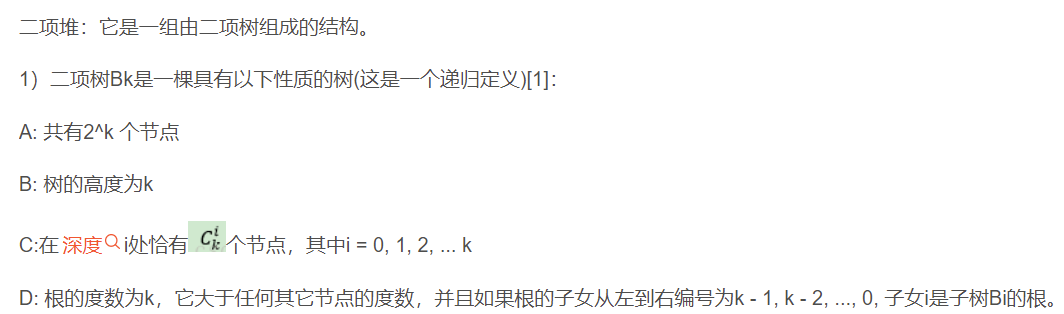 二项堆：它是一组由二项树组成的结构。
1）二项树Bk是一棵具有以下性质的树(这是一个递归定义)[1]：
A: 共有2^k 个节点
B: 树的高度为k
C:在 深度 i处恰有 C_k^i 个节点，其中i = 0, 1, 2, ... k
D: 根的度数为k，它大于任何其它节点的度数，并且如果根的子女从左到右编号为k - 1, k - 2, ..., 0, 子女i是子树Bi的根。